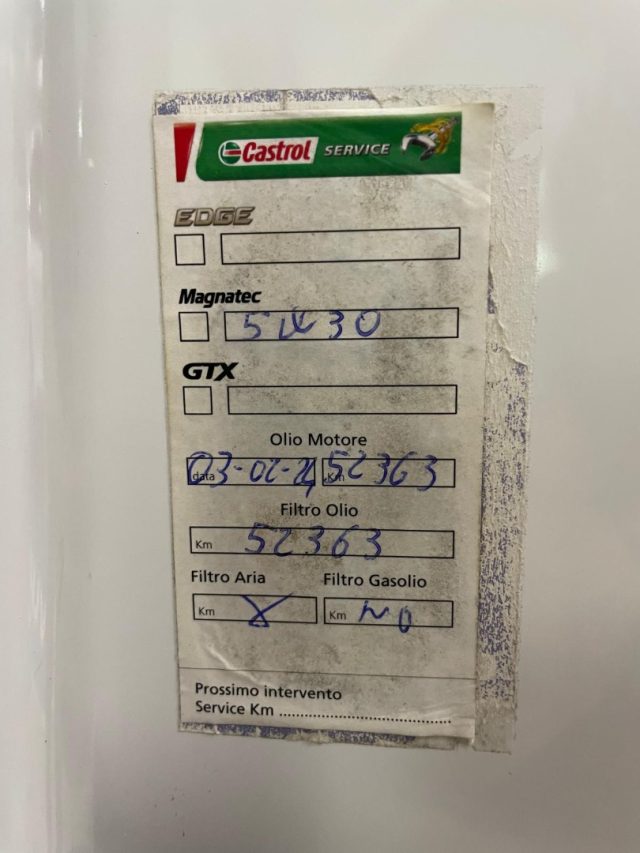 Castrol SERVICE
EDGE
Magnatec
5W30
GTX
Olio Motore
data 03-02-24 Km 52363
Filtro Olio
Km 52363
Filtro Aria Filtro Gasolio
Km X Km NO
Prossimo intervento
Service Km ........................................